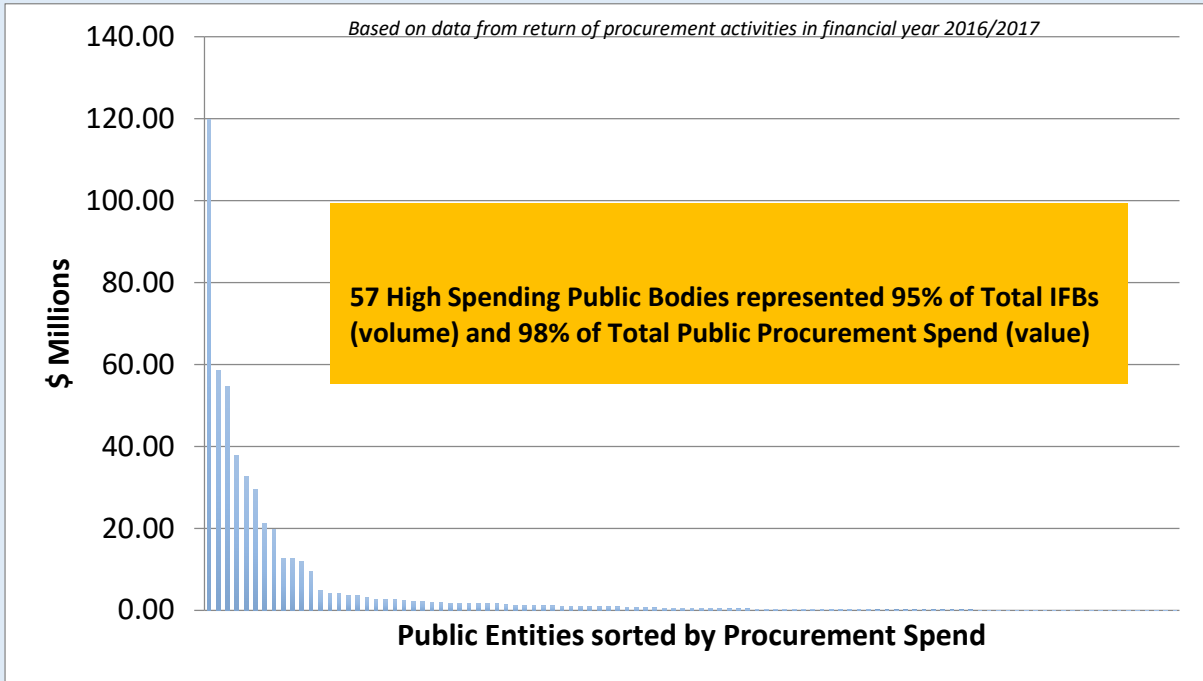 Based on data from return of procurement activities in financial year 2016/2017
140.00
120.00
100.00
80.00
60.00
40.00
20.00
0.00
$ Millions
57 High Spending Public Bodies represented 95% of Total IFBs
(volume) and 98% of Total Public Procurement Spend (value)
Public Entities sorted by Procurement Spend